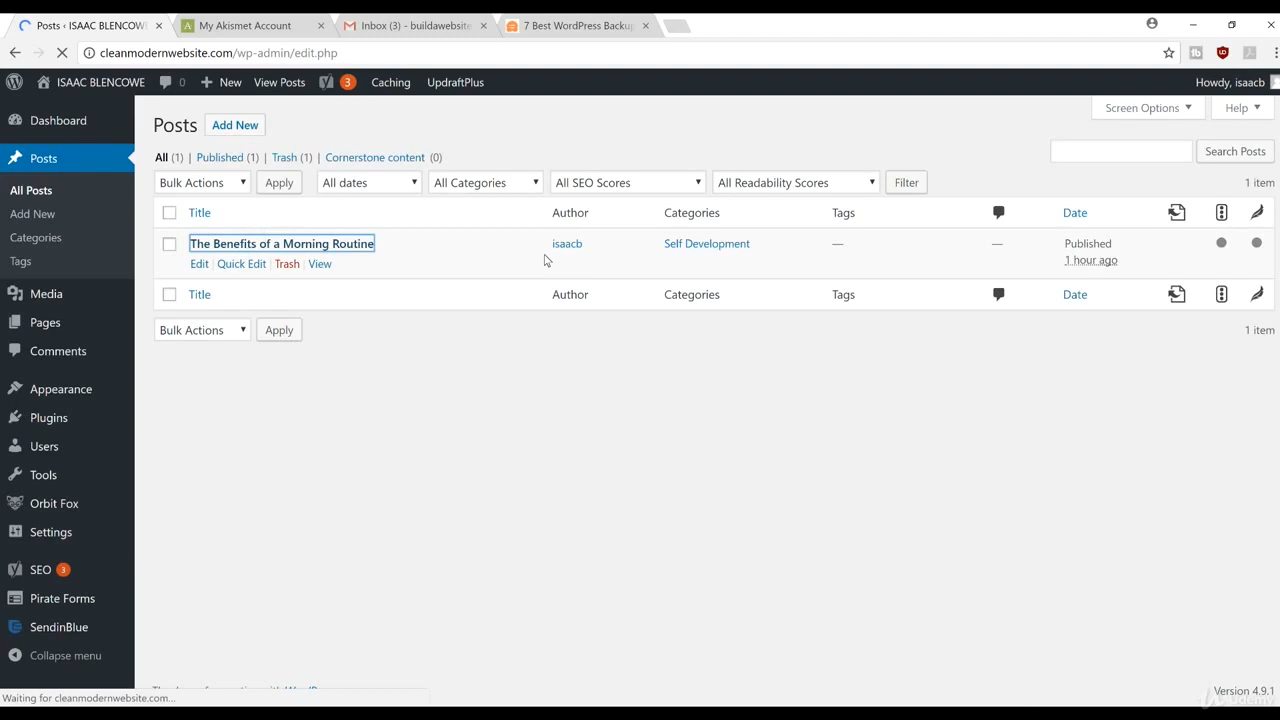 Posts ‹ ISAAC BLENCOWE
My Akismet Account
Inbox (3) - buildawebsite
7 Best WordPress Backup
cleanmodernwebsite.com/wp-admin/edit.php
ISAAC BLENCOWE 0 New View Posts 3 Caching UpdraftPlus Howdy, isaacb
Screen Options Help
Dashboard
Posts
All Posts
Add New
Categories
Tags
Media
Pages
Comments
Appearance
Plugins
Users
Tools
Orbit Fox
Settings
SEO 3
Pirate Forms
SendinBlue
Collapse menu
Posts Add New
All (1) | Published (1) | Trash (1) | Cornerstone content (0)
Search Posts
Bulk Actions Apply All dates All Categories All SEO Scores All Readability Scores Filter 1 item
Title Author Categories Tags Date
The Benefits of a Morning Routine isaacb Self Development — — Published
Edit | Quick Edit | Trash | View 1 hour ago
Title Author Categories Tags Date
Bulk Actions Apply 1 item
Version 4.9.1
Waiting for cleanmodernwebsite.com...
Udemy